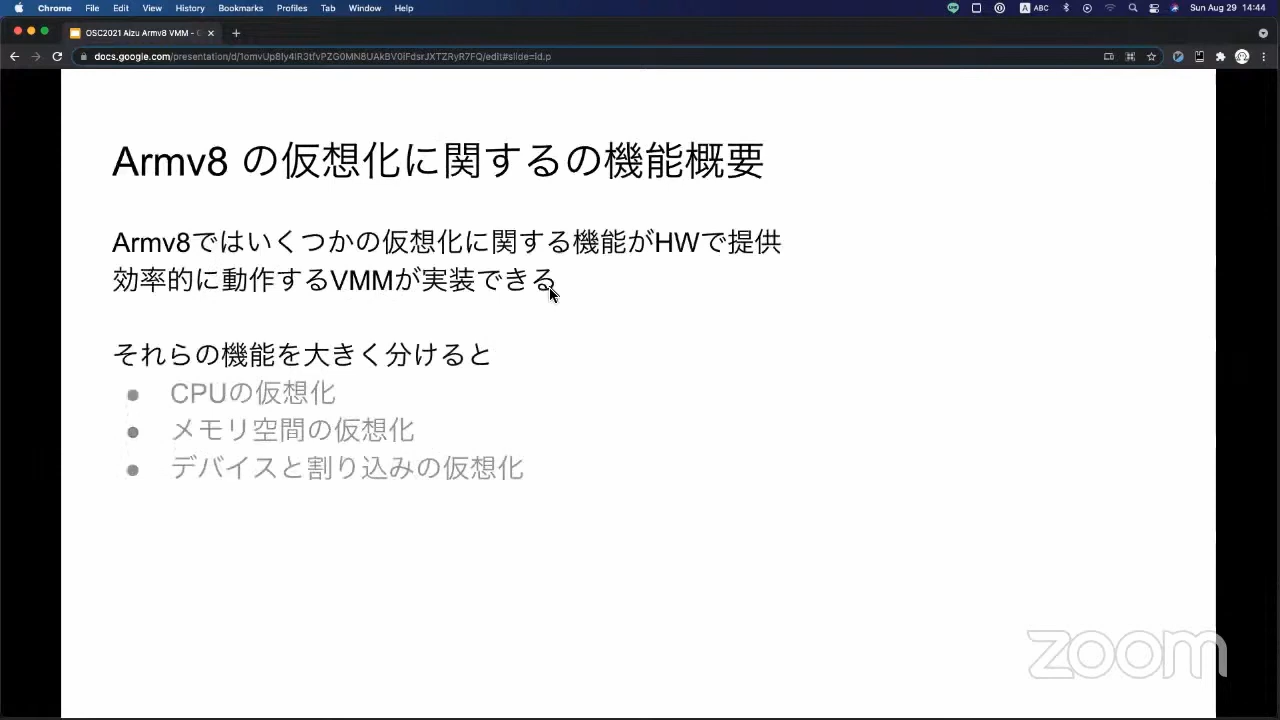 Chrome File Edit View History Bookmarks Profiles Tab Window Help ABC Sun Aug 29 14:44
OSC2021 Aizu Armv8 VMM -
docs.google.com/presentation/d/1omvUp8Iy4IR3tfvPZG0MN8UAkBV0iFdsrJXTZRyR7FQ/edit#slide=id.p
Armv8 の仮想化に関するの機能概要
Armv8ではいくつかの仮想化に関する機能がHWで提供
効率的に動作するVMMが実装できる
それらの機能を大きく分けると
● CPUの仮想化
● メモリ空間の仮想化
● デバイスと割り込みの仮想化
zoom